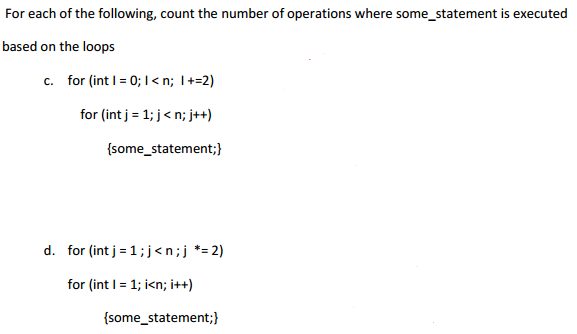 For each of the following, count the number of operations where some_statement is executed
based on the loops
c. for (int I = 0; I < n; I +=2)
for (int j = 1; j < n; j++)
{some_statement;}
d. for (int j = 1 ; j < n ; j *= 2)
for (int I = 1; i<n; i++)
{some_statement;}